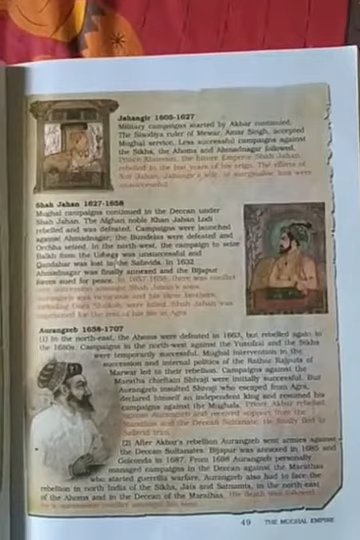 Jahangir 1605-1627
Military campaigns started by Akbar continued.
The Sisodiya ruler of Mewar, Amar Singh, accepted
Mughal service. Less successful campaigns against
the Sikhs, the Ahoms and Ahmadnagar followed.
Prince Khurram, the future Emperor Shah Jahan,
rebelled in the last years of his reign. The efforts of
Nur Jahan, Jahangir's wife, to marginalise him were
unsuccessful.
Shah Jahan 1627-1658
Mughal campaigns continued in the Deccan under
Shah Jahan. The Afghan noble Khan Jahan Lodi
rebelled and was defeated. Campaigns were launched
against Ahmadnagar; the Bundelas were defeated and
Orchha seized. In the north-west, the campaign to seize
Balkh from the Uzbegs was unsuccessful and
Qandahar was lost to the Safavids. In 1632
Ahmadnagar was finally annexed and the Bijapur
forces sued for peace. In 1657-1658, there was conflict
over succession amongst Shah Jahan's sons.
Aurangzeb was victorious and his three brothers,
including Dara Shukoh, were killed. Shah Jahan was
imprisoned for the rest of his life in Agra.
Aurangzeb 1658-1707
(1) In the north-east, the Ahoms were defeated in 1663, but rebelled again in
the 1680s. Campaigns in the north-west against the Yusufzai and the Sikhs
were temporarily successful. Mughal intervention in the
succession and internal politics of the Rathor Rajputs of
Marwar led to their rebellion. Campaigns against the
Maratha chieftain Shivaji were initially successful. But
Aurangzeb insulted Shivaji who escaped from Agra,
declared himself an independent king and resumed his
campaigns against the Mughals. Prince Akbar rebelled
against Aurangzeb and received support from the
Marathas and the Deccan Sultanate. He finally fled to
Safavid Iran.
(2) After Akbar's rebellion Aurangzeb sent armies against
the Deccan Sultanates. Bijapur was annexed in 1685 and
Golconda in 1687. From 1698 Aurangzeb personally
managed campaigns in the Deccan against the Marathas
who started guerrilla warfare. Aurangzeb also had to face the
rebellion in north India of the Sikhs, Jats and Satnamis, in the north-east
of the Ahoms and in the Deccan of the Marathas. His death was followed
by a succession conflict amongst his sons.
49 THE MUGHAL EMPIRE